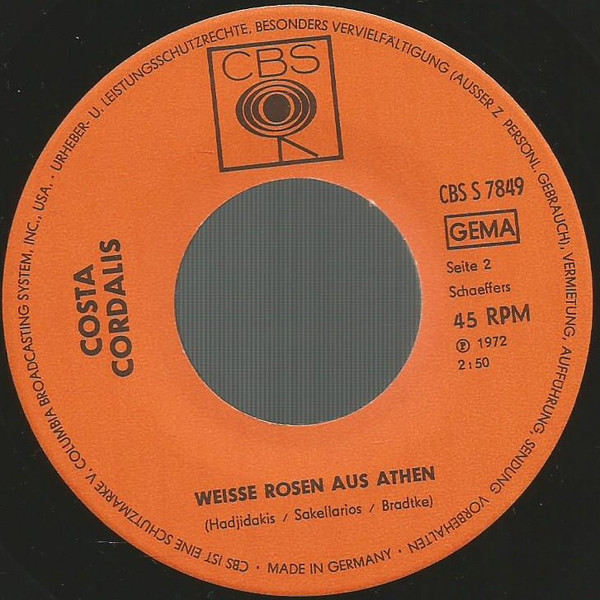 CBS
COSTA
CORDALIS
CBS S 7849
GEMA
Seite 2
Schaeffers
45 RPM
℗ 1972
2:50
WEISSE ROSEN AUS ATHEN
(Hadjidakis / Sakellarios / Bradtke)
CBS IST EINE SCHUTZMARKE V. COLUMBIA BROADCASTING SYSTEM, INC., USA. · URHEBER- U. LEISTUNGSSCHUTZRECHTE, BESONDERS VERVIELFÄLTIGUNG (AUSSER Z. PERSÖNL. GEBRAUCH), VERMIETUNG, AUFFÜHRUNG, SENDUNG VORBEHALTEN · MADE IN GERMANY ·